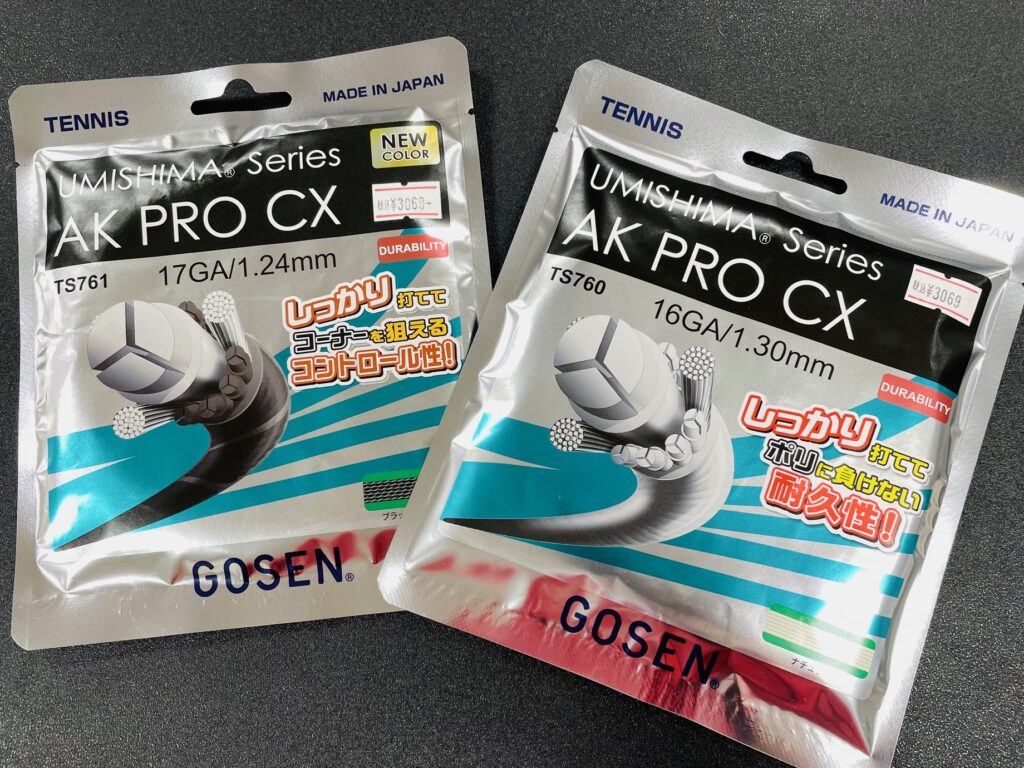 TENNIS
MADE IN JAPAN
UMISHIMA® Series
NEW
COLOR
AK PRO CX
税込¥3069-
DURABILITY
TS761
17GA/1.24mm
しっかり打てて
コーナーを狙える
コントロール性!
GOSEN®
TENNIS
MADE IN JAPAN
UMISHIMA® Series
AK PRO CX
税込¥3069
TS760
16GA/1.30mm
DURABILITY
しっかり打てて
ポリに負けない
耐久性!
GOSEN®